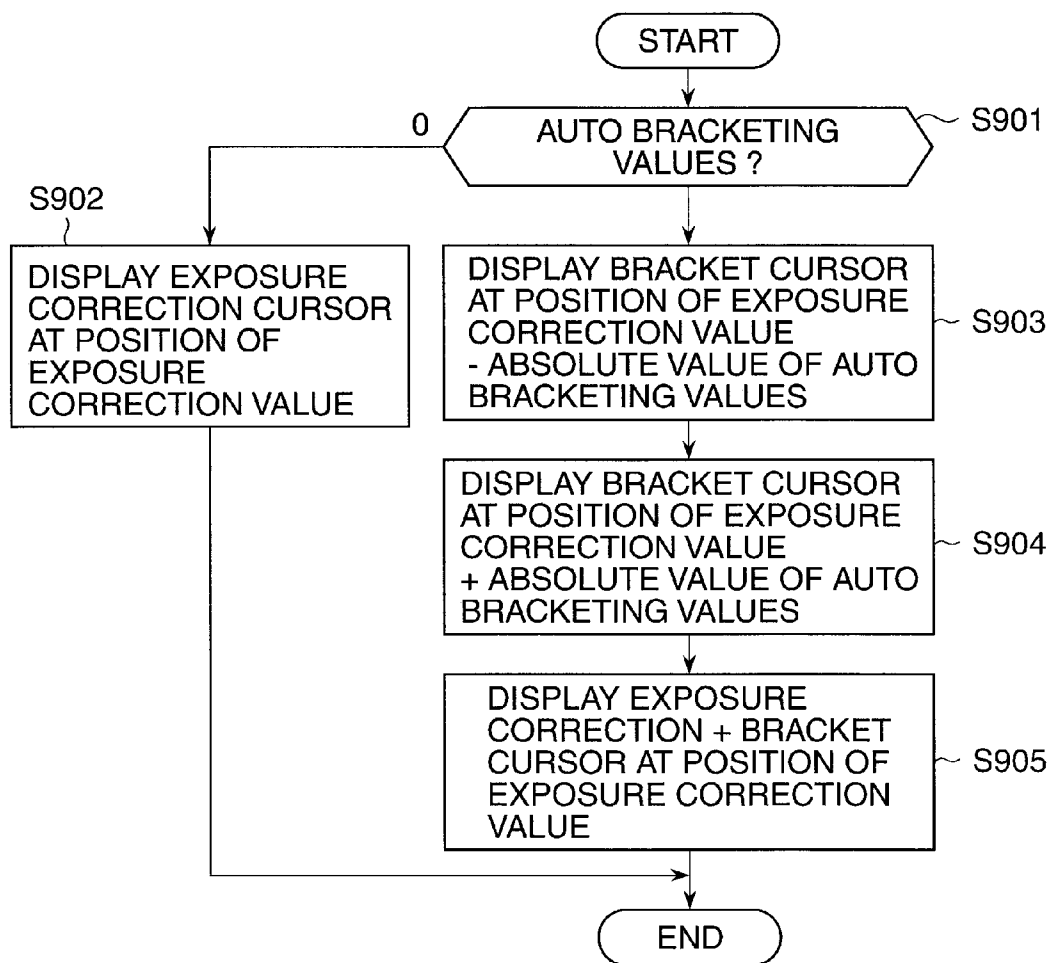 START
0
AUTO BRACKETING
VALUES ?
S901
S902
DISPLAY EXPOSURE
CORRECTION CURSOR
AT POSITION OF
EXPOSURE
CORRECTION VALUE
DISPLAY BRACKET CURSOR
AT POSITION OF EXPOSURE
CORRECTION VALUE
- ABSOLUTE VALUE OF AUTO
BRACKETING VALUES
S903
DISPLAY BRACKET CURSOR
AT POSITION OF EXPOSURE
CORRECTION VALUE
+ ABSOLUTE VALUE OF AUTO
BRACKETING VALUES
S904
DISPLAY EXPOSURE
CORRECTION + BRACKET
CURSOR AT POSITION OF
EXPOSURE CORRECTION
VALUE
S905
END